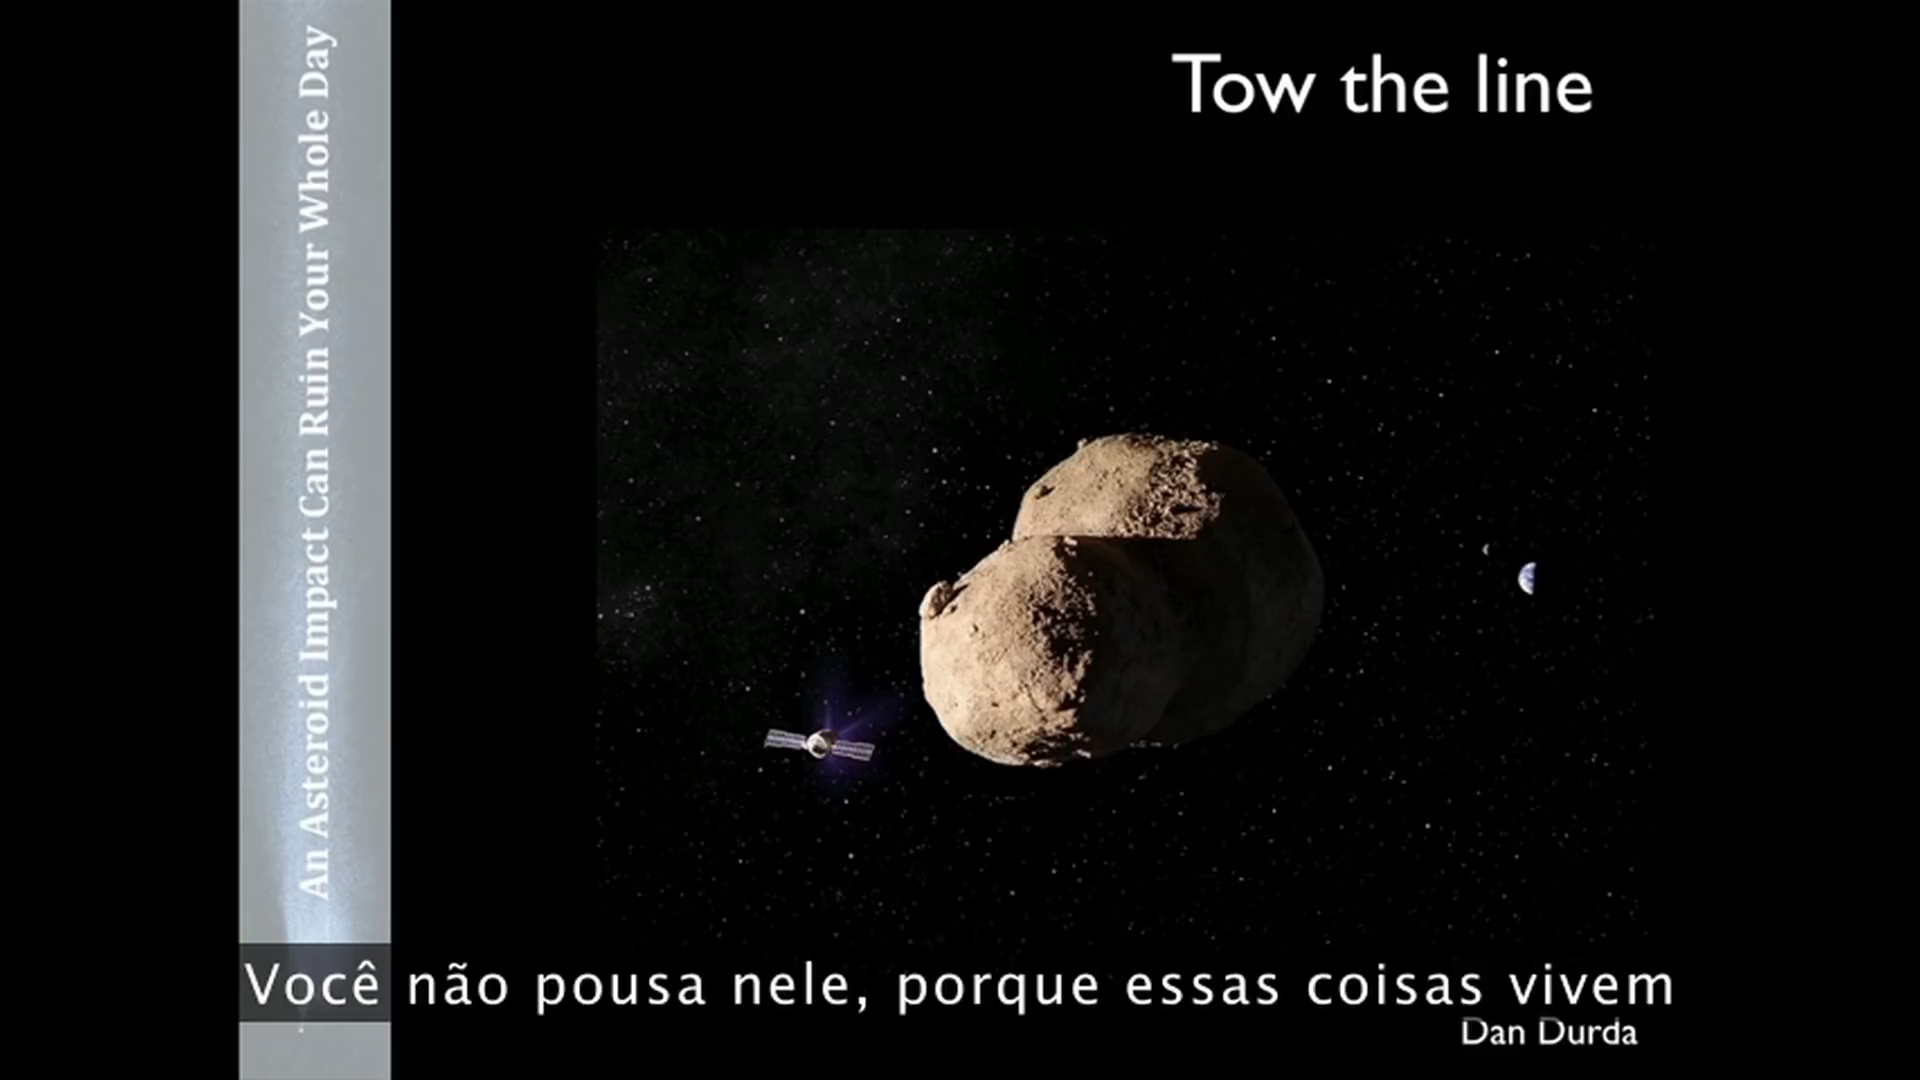 An Asteroid Impact Can Ruin Your Whole Day
Tow the line
Você não pousa nele, porque essas coisas vivem
Dan Durda